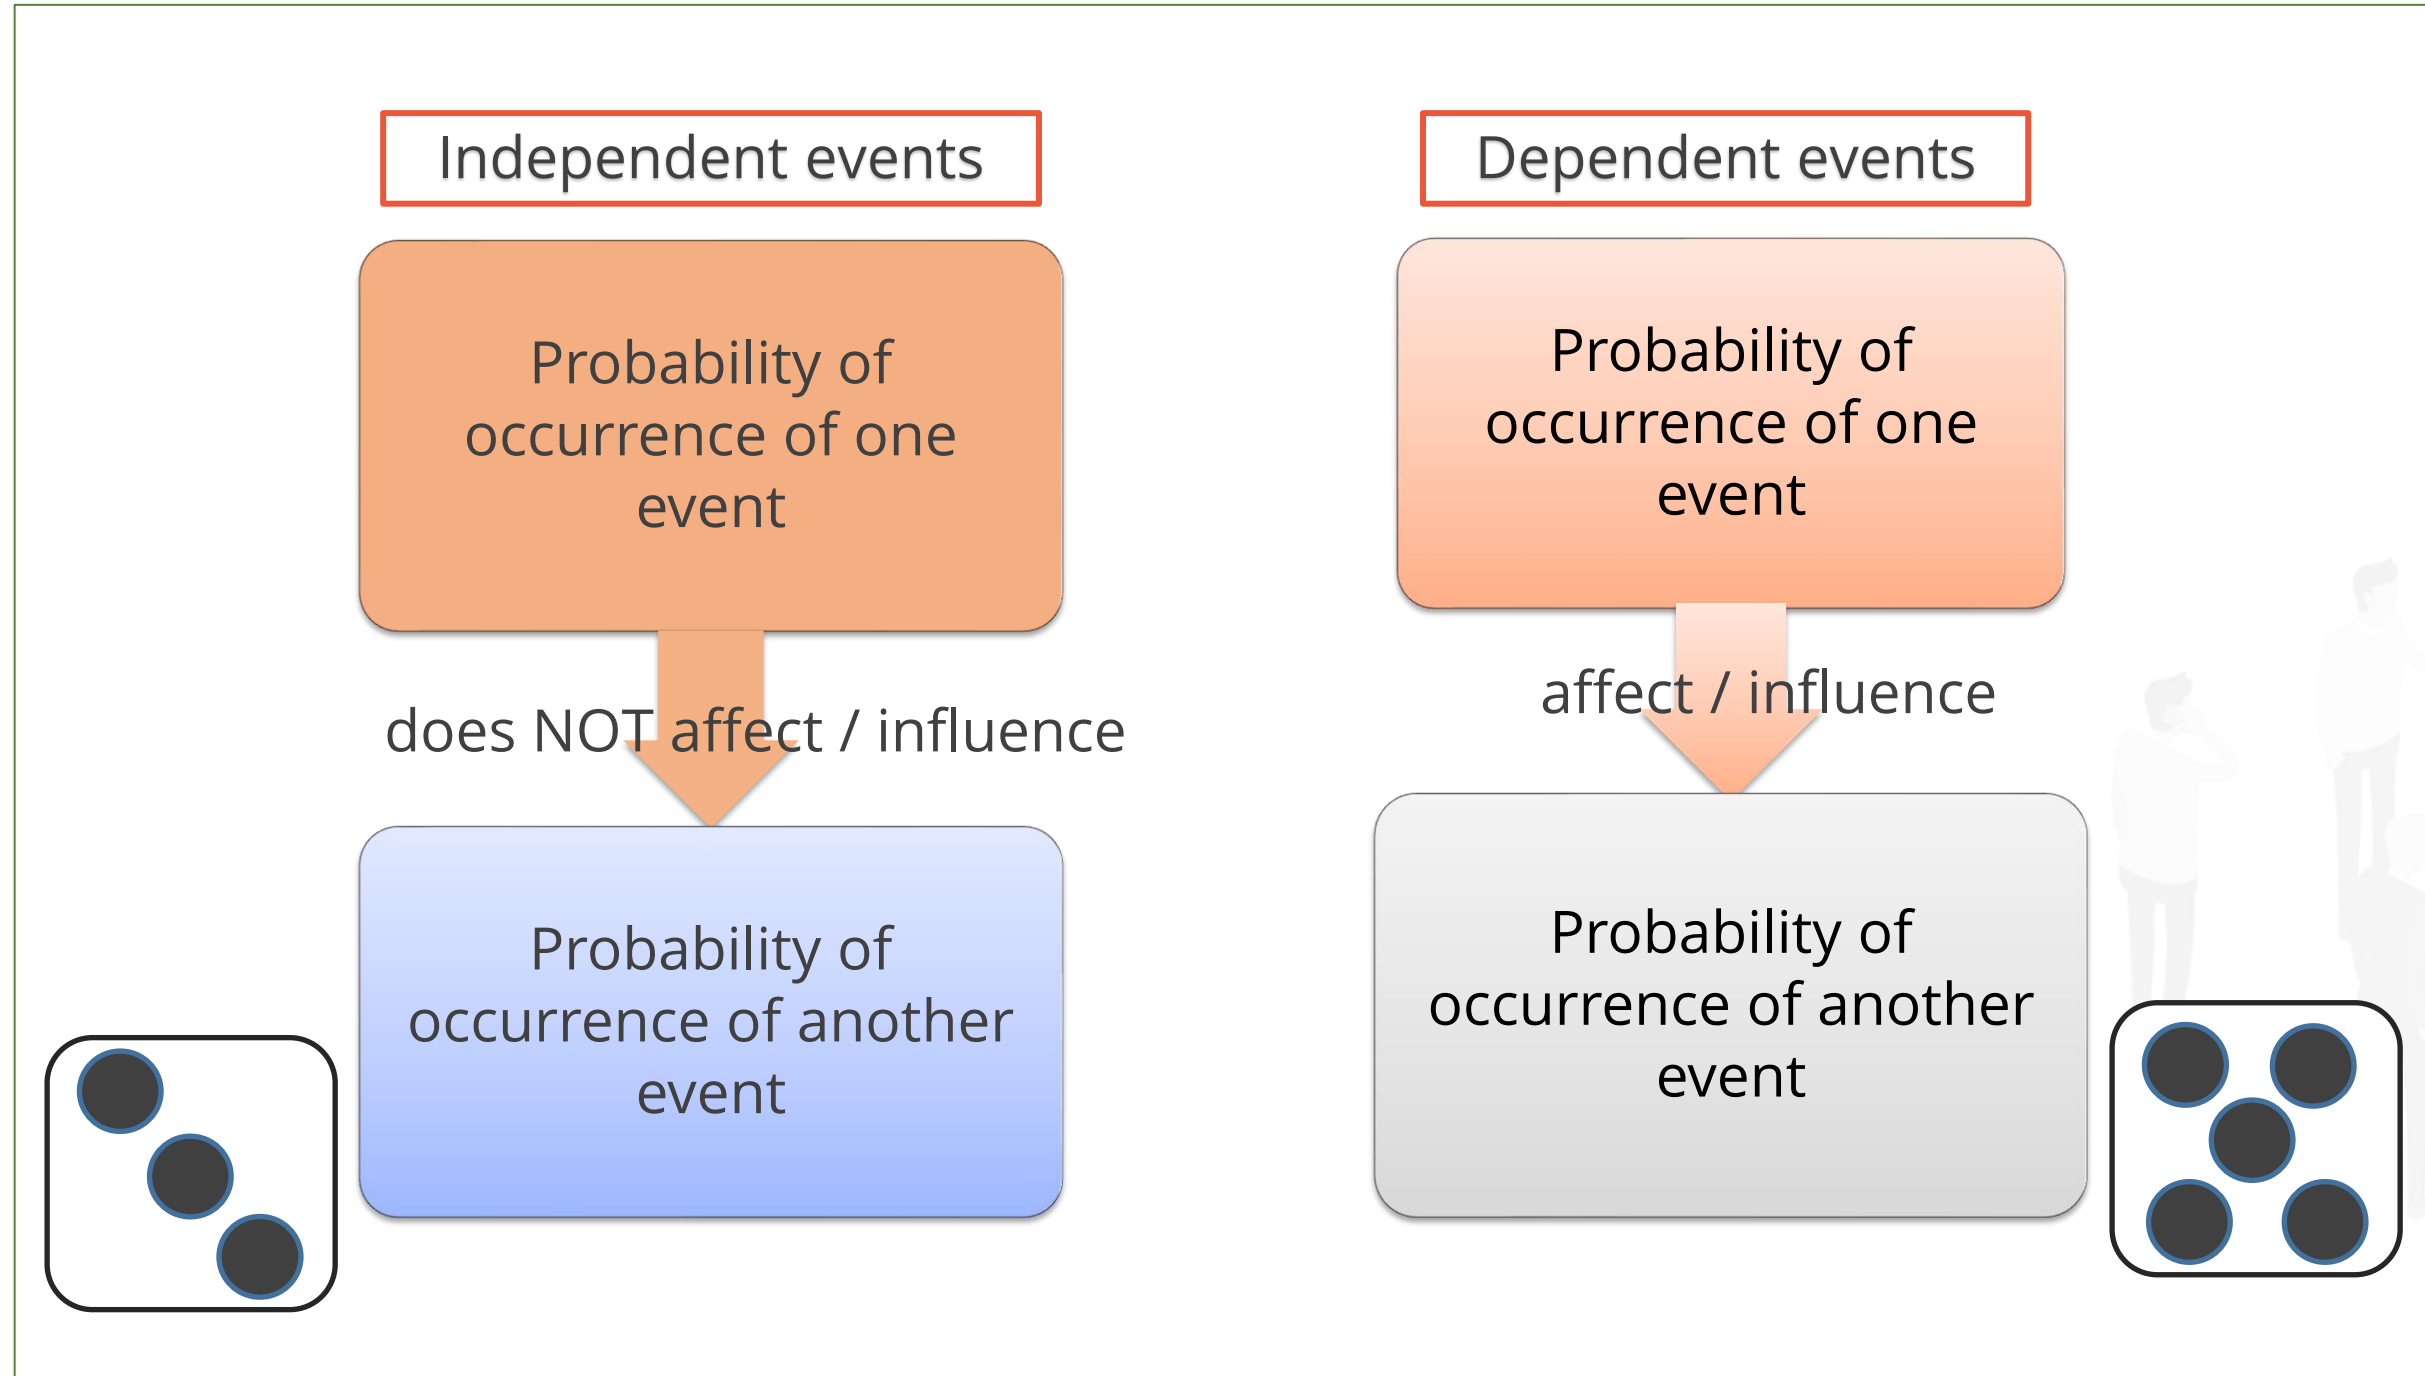 Independent events
Probability of
occurrence of one
event
does NOT affect / influence
Probability of
occurrence of another
event
Dependent events
Probability of
occurrence of one
event
affect / influence
Probability of
occurrence of another
event